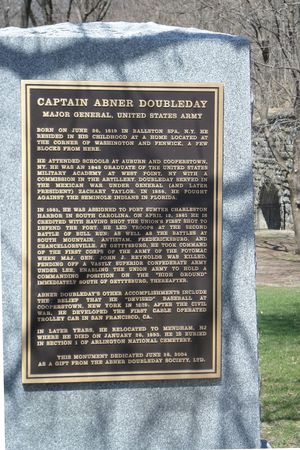 CAPTAIN ABNER DOUBLEDAY
MAJOR GENERAL, UNITED STATES ARMY
BORN ON JUNE 26, 1819 IN BALLSTON SPA, N.Y. HE
RESIDED IN HIS CHILDHOOD AT A HOME LOCATED AT
THE CORNER OF WASHINGTON AND FENWICK, A FEW
BLOCKS FROM HERE.
HE ATTENDED SCHOOLS AT AUBURN AND COOPERSTOWN,
NY. HE WAS AN 1842 GRADUATE OF THE UNITED STATES
MILITARY ACADEMY AT WEST POINT, NY WITH A
COMMISSION IN THE ARTILLERY. DOUBLEDAY SERVED IN
THE MEXICAN WAR UNDER GENERAL (AND LATER
PRESIDENT) ZACHARY TAYLOR. IN 1856, HE FOUGHT
AGAINST THE SEMINOLE INDIANS IN FLORIDA.
IN 1861, HE WAS ASSIGNED TO FORT SUMTER CHARLESTON
HARBOR IN SOUTH CAROLINA. ON APRIL 12, 1861 HE IS
CREDITED WITH HAVING SHOT THE UNION'S FIRST SHOT TO
DEFEND THE FORT. HE LED TROOPS AT THE SECOND
BATTLE OF BULL RUN, AS WELL AS THE BATTLES AT
SOUTH MOUNTAIN, ANTIETAM, FREDERICKSBURG, AND
CHANCELLORSVILLE. AT GETTYSBURG, HE TOOK COMMAND
OF THE FIRST CORPS OF THE ARMY OF THE POTOMAC
WHEN MAJ. GEN. JOHN F. REYNOLDS WAS KILLED,
FENDING OFF A VASTLY SUPERIOR CONFEDERATE ARMY
UNDER LEE, ENABLING THE UNION ARMY TO HOLD A
COMMANDING POSITION ON THE "HIGH GROUND"
IMMEDIATELY SOUTH OF GETTYSBURG, THEREAFTER.
ABNER DOUBLEDAY'S OTHER ACCOMPLISHMENTS INCLUDE
THE BELIEF THAT HE "DEVISED" BASEBALL AT
COOPERSTOWN, NEW YORK IN 1839. AFTER THE CIVIL
WAR, HE DEVELOPED THE FIRST CABLE OPERATED
TROLLEY CAR IN SAN FRANCISCO, CA.
IN LATER YEARS, HE RELOCATED TO MENDHAM, NJ
WHERE HE DIED ON JANUARY 26, 1893. HE IS BURIED
IN SECTION 1 OF ARLINGTON NATIONAL CEMETERY.
THIS MONUMENT DEDICATED JUNE 26, 2004
AS A GIFT FROM THE ABNER DOUBLEDAY SOCIETY, LTD.